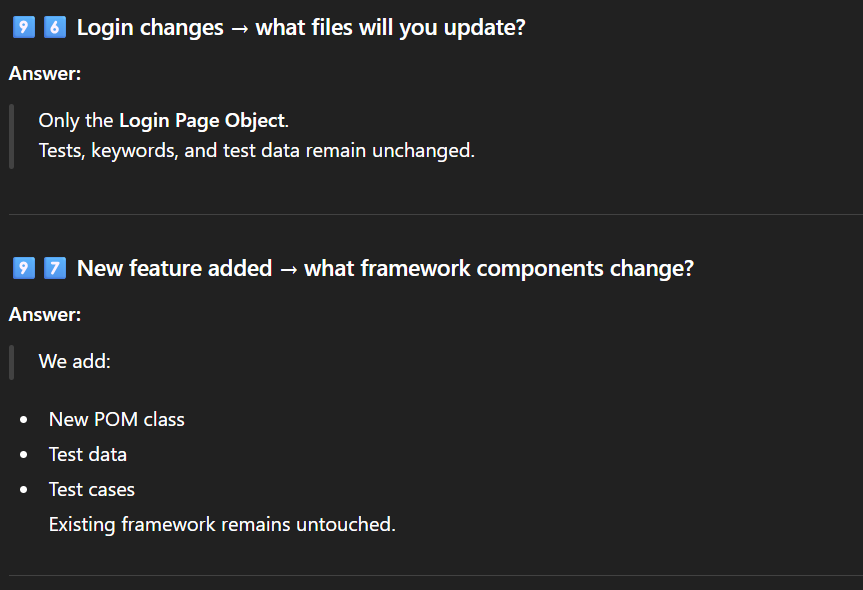 9️⃣ 6️⃣ Login changes → what files will you update?
Answer:
Only the Login Page Object.
Tests, keywords, and test data remain unchanged.
9️⃣ 7️⃣ New feature added → what framework components change?
Answer:
We add:
• New POM class
• Test data
• Test cases
Existing framework remains untouched.